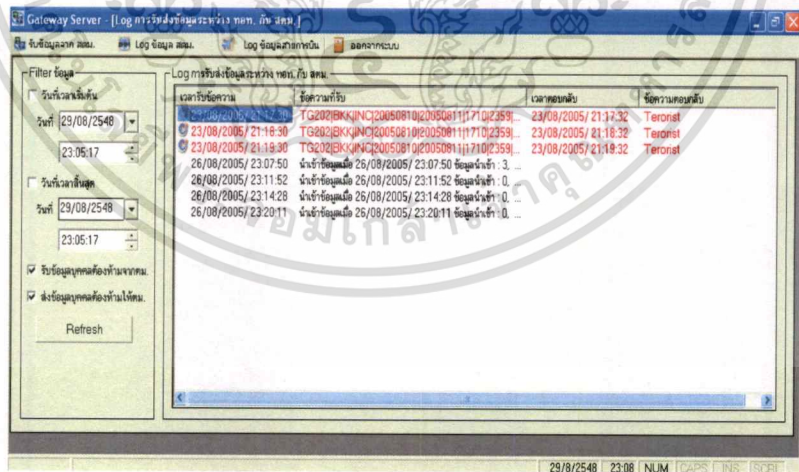 Gateway Server - [Log การรับส่งข้อมูลระหว่าง ทอท. กับ สตม.]
รับข้อมูลจาก สตม. Log ข้อมูล สตม. Log ข้อมูลสายการบิน ออกจากระบบ
Filter ข้อมูล
วันที่เวลาเริ่มต้น
วันที่ 29/08/2548
23:05:17
วันที่เวลาสิ้นสุด
วันที่ 29/08/2548
23:05:17
รับข้อมูลบุคคลต้องห้ามจากตม.
ส่งข้อมูลบุคคลต้องห้ามให้ตม.
Refresh
Log การรับส่งข้อมูลระหว่าง ทอท. กับ สตม.
เวลารับข้อความ ข้อความที่รับ เวลาตอบกลับ ข้อความตอบกลับ
TG202|BKK|INC|20050810|20050811|1710|2359|... 23/08/2005/ 21:17:32 Terorist
23/08/2005/ 21:18:30 TG202|BKK|INC|20050810|20050811|1710|2359|... 23/08/2005/ 21:18:32 Terorist
23/08/2005/ 21:19:30 TG202|BKK|INC|20050810|20050811|1710|2359|... 23/08/2005/ 21:19:32 Terorist
26/08/2005/ 23:07:50 นำเข้าข้อมูลเมื่อ 26/08/2005/ 23:07:50 ข้อมูลนำเข้า : 3, ...
26/08/2005/ 23:11:52 นำเข้าข้อมูลเมื่อ 26/08/2005/ 23:11:52 ข้อมูลนำเข้า : 0, ...
26/08/2005/ 23:14:28 นำเข้าข้อมูลเมื่อ 26/08/2005/ 23:14:28 ข้อมูลนำเข้า : 0, ...
26/08/2005/ 23:20:11 นำเข้าข้อมูลเมื่อ 26/08/2005/ 23:20:11 ข้อมูลนำเข้า : 0, ...
29/8/2548 23:08 NUM CAPS INS SCRL